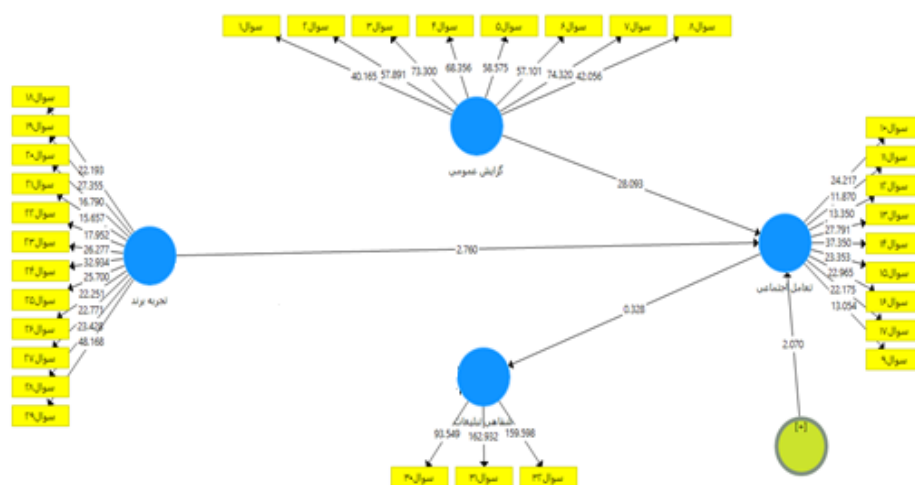 سوال۱
سوال۲
سوال۳
سوال۴
سوال۵
سوال۶
سوال۷
سوال۸
40.165
57.891
73.300
68.356
58.575
57.101
74.320
42.056
گرایش عمومی
سوال۱۸
سوال۱۹
سوال۲۰
سوال۲۱
سوال۲۲
سوال۲۳
سوال۲۴
سوال۲۵
سوال۲۶
سوال۲۷
سوال۲۸
سوال۲۹
22.193
27.355
16.790
15.657
17.952
26.277
32.934
25.700
22.251
22.771
23.428
48.168
تجربه برند
28.093
2.760
0.328
2.070
سوال۱۰
سوال۱۱
سوال۱۲
سوال۱۳
سوال۱۴
سوال۱۵
سوال۱۶
سوال۱۷
سوال۹
24.217
11.870
13.350
27.791
37.350
23.353
22.965
22.175
13.054
تعامل اجتماعی
شفاهی تبلیغات
93.549
162.932
159.598
سوال۳۰
سوال۳۱
سوال۳۲
[+]